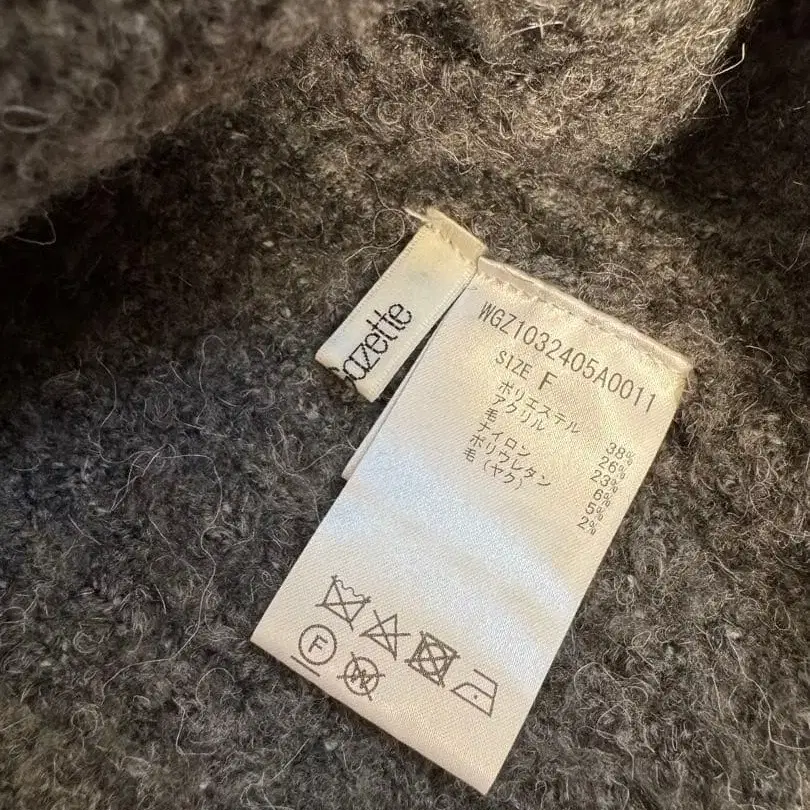 Gazette
WGZ1032405A0011
SIZE F
ポリエステル 38%
アクリル 26%
毛 23%
ナイロン 6%
ポリウレタン 5%
毛(ヤク) 2%
F
W